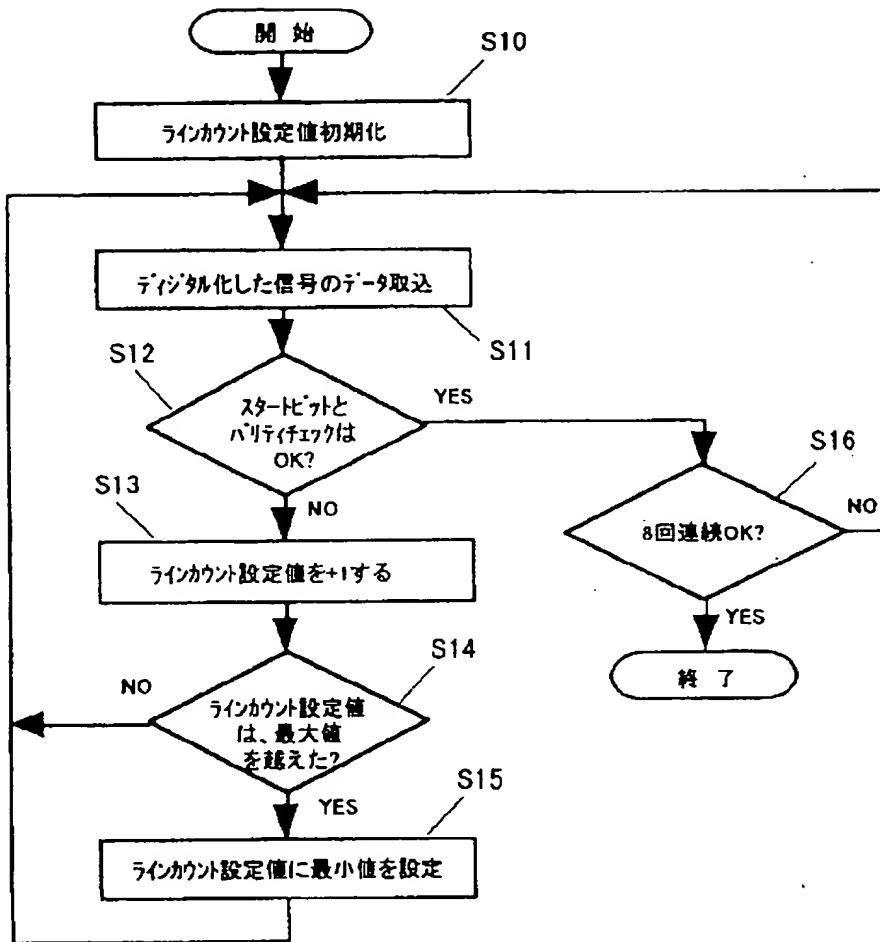 開 始
S10
ラインカウント設定値初期化
ディジタル化した信号のデータ取込
S11
S12
スタートビットと
パリティチェックは
OK?
YES
NO
S13
ラインカウント設定値を+1する
S14
ラインカウント設定値
は、最大値
を越えた?
NO
YES
S15
ラインカウント設定値に最小値を設定
S16
8回連続OK?
NO
YES
終 了